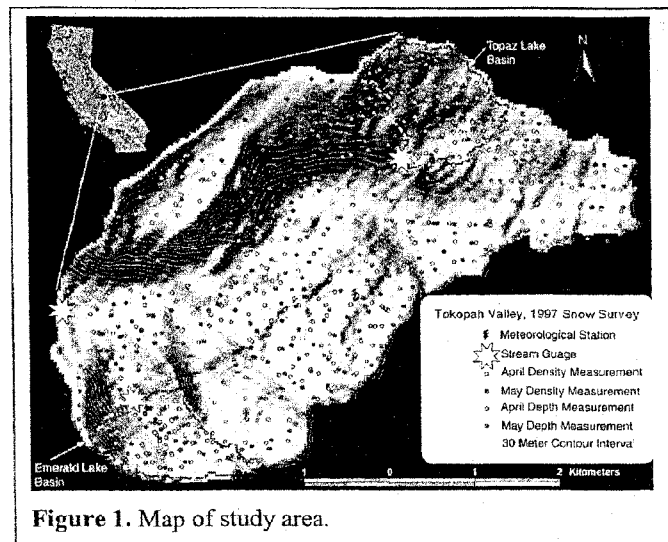 Topaz Lake
Basin
N
Tokopah Valley, 1997 Snow Survey
Meteorological Station
Stream Guage
April Density Measurement
May Density Measurement
April Depth Measurement
May Depth Measurement
30 Meter Contour Interval
Emerald Lake
Basin
1 0 1 2 Kilometers
Figure 1. Map of study area.